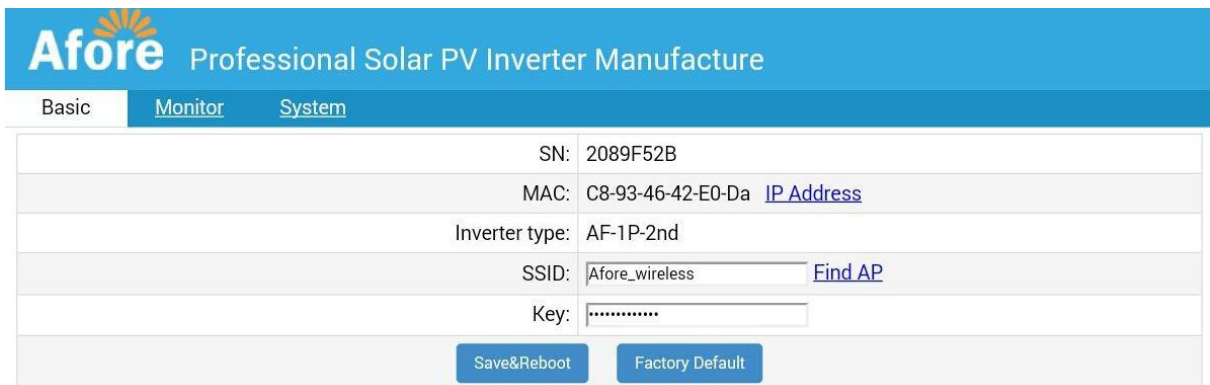 Afore Professional Solar PV Inverter Manufacture
Basic Monitor System
SN: 2089F52B
MAC: C8-93-46-42-E0-Da IP Address
Inverter type: AF-1P-2nd
SSID: Afore_wireless Find AP
Key: •••••••••••••
Save&Reboot Factory Default